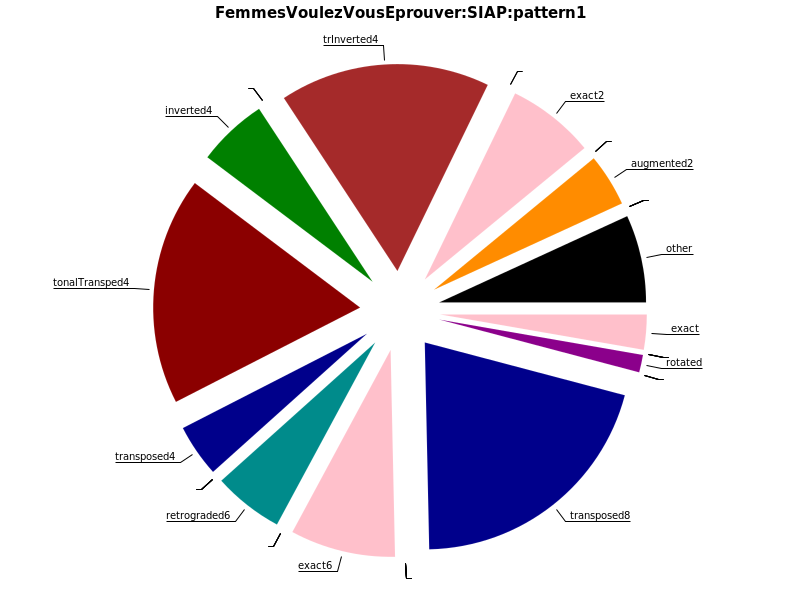 FemmesVoulezVousEprouver:SIAP:pattern1
trInverted4
exact2
inverted4
augmented2
other
tonalTransped4
exact
rotated
transposed4
retrograded6
transposed8
exact6